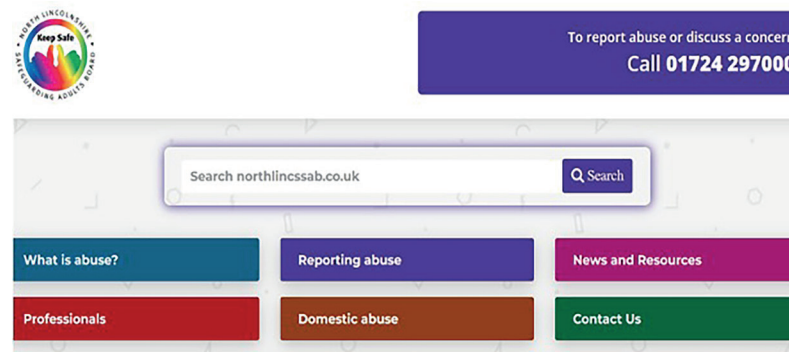 NORTH LINCOLNSHIRE
Keep Safe
SAFEGUARDING ADULTS BOARD
To report abuse or discuss a concern
Call 01724 297000
Search northlincssab.co.uk
Search
What is abuse?
Reporting abuse
News and Resources
Professionals
Domestic abuse
Contact Us